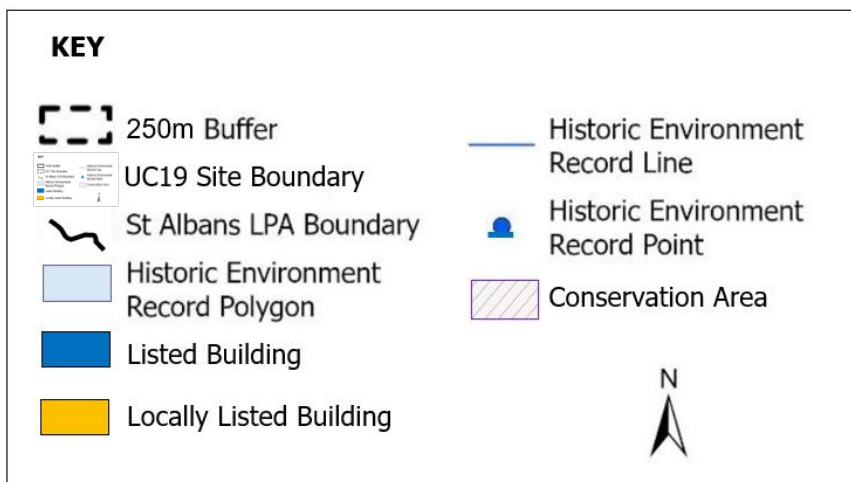 KEY
250m Buffer
UC19 Site Boundary
St Albans LPA Boundary
Historic Environment
Record Polygon
Listed Building
Locally Listed Building
Historic Environment
Record Line
Historic Environment
Record Point
Conservation Area
N